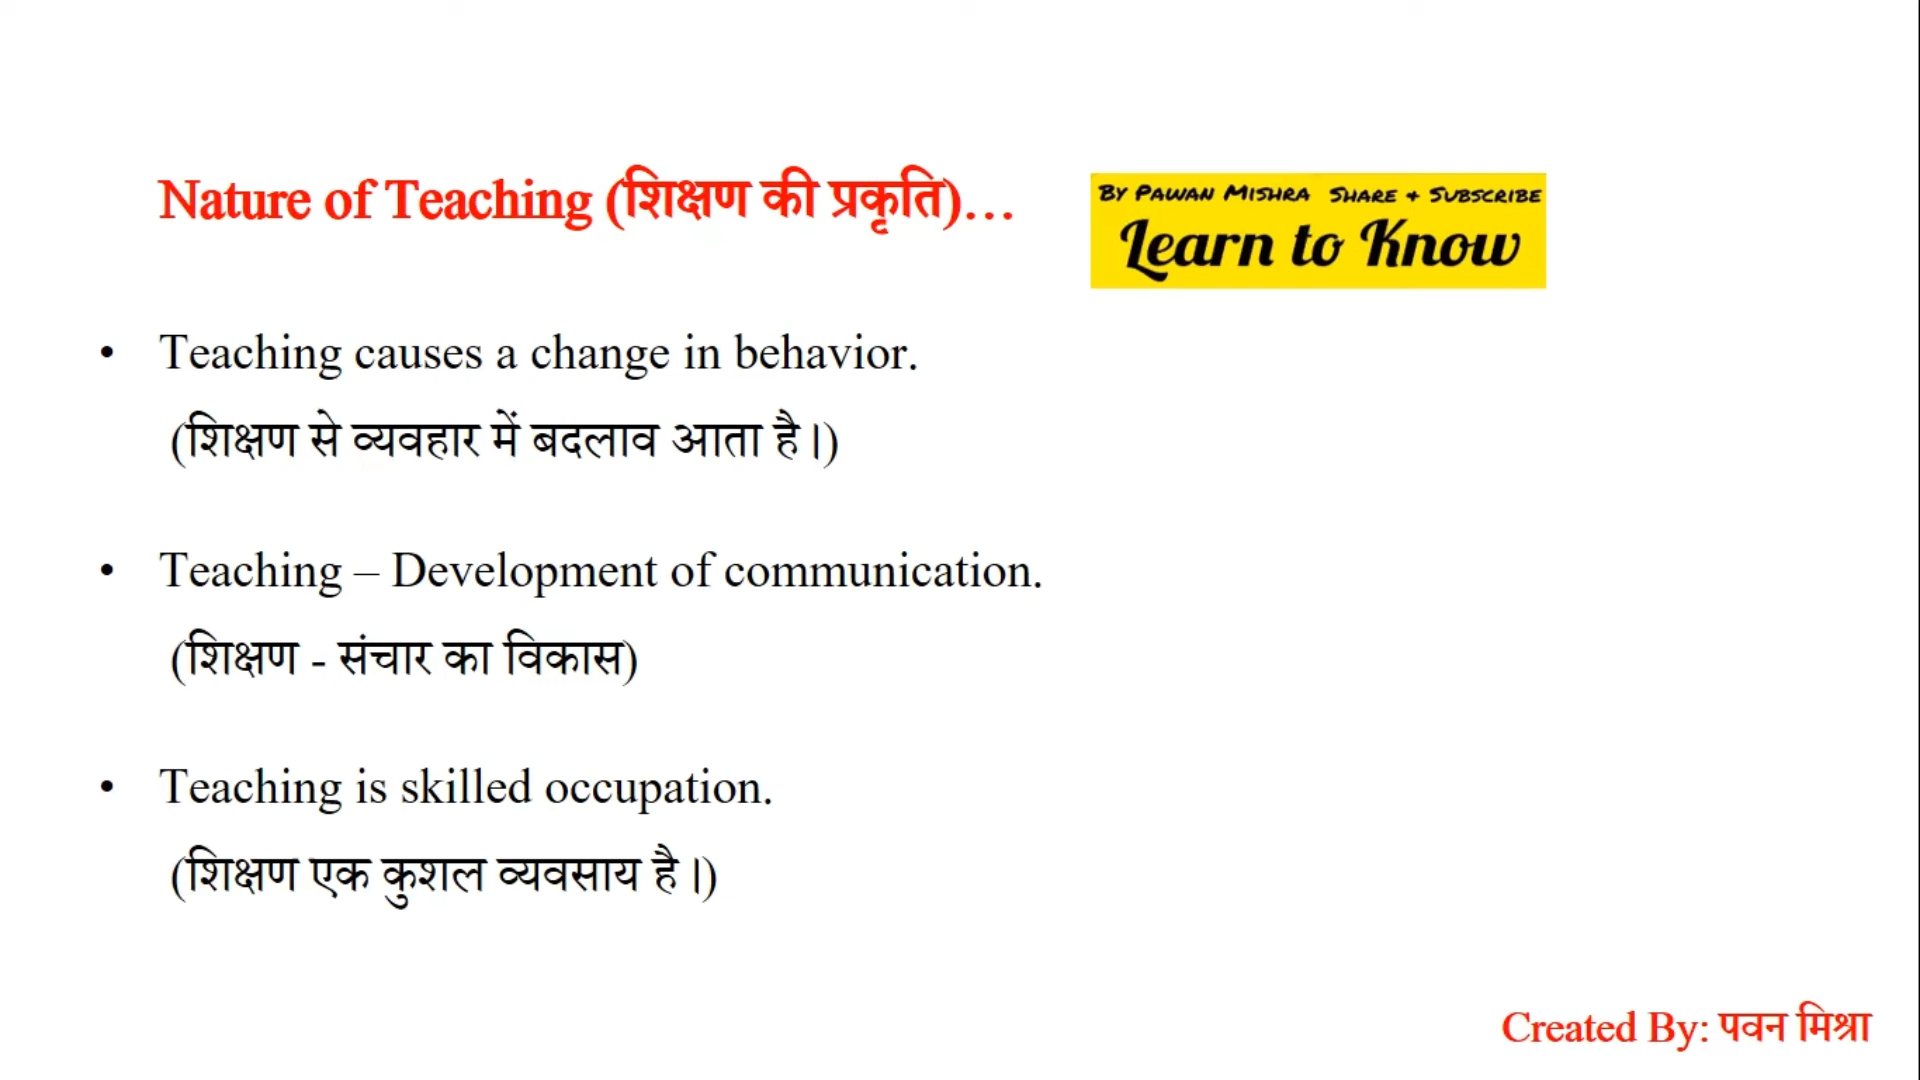 Nature of Teaching (शिक्षण की प्रकृति)…
By Pawan Mishra Share + Subscribe
Learn to Know
• Teaching causes a change in behavior.
(शिक्षण से व्यवहार में बदलाव आता है।)
• Teaching – Development of communication.
(शिक्षण - संचार का विकास)
• Teaching is skilled occupation.
(शिक्षण एक कुशल व्यवसाय है।)
Created By: पवन मिश्रा